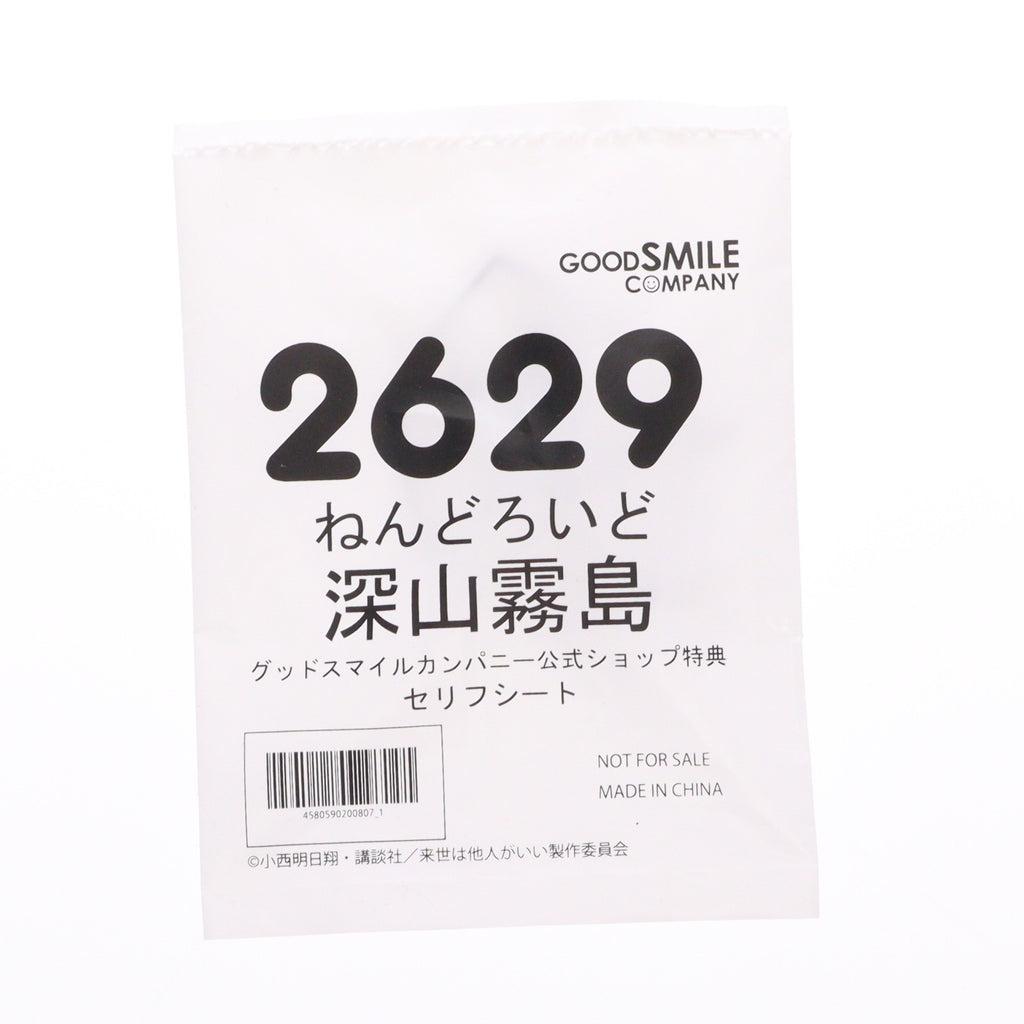 GOODSMILE
COMPANY
2629
ねんどろいど
深山霧島
グッドスマイルカンパニー公式ショップ特典
セリフシート
NOT FOR SALE
MADE IN CHINA
4580590200807_1
©小西明日翔・講談社／来世は他人がいい製作委員会